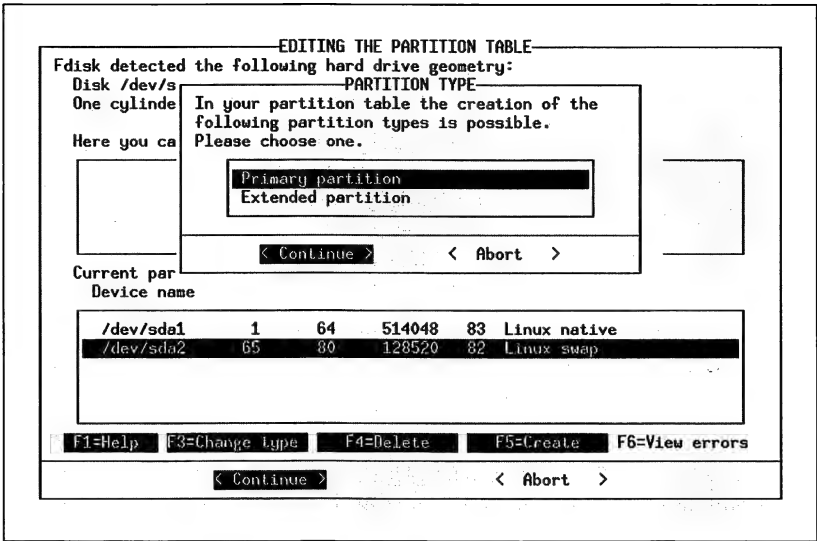 EDITING THE PARTITION TABLE
Fdisk detected the following hard drive geometry:
Disk /dev/s
PARTITION TYPE
One cylinde
In your partition table the creation of the
following partition types is possible.
Here you ca
Please choose one.
Primary partition
Extended partition
< Continue > < Abort >
Current par
Device name
/dev/sda1 1 64 514048 83 Linux native
/dev/sda2 65 80 128520 82 Linux swap
F1=Help F3=Change type F4=Delete F5=Create F6=View errors
< Continue > < Abort >